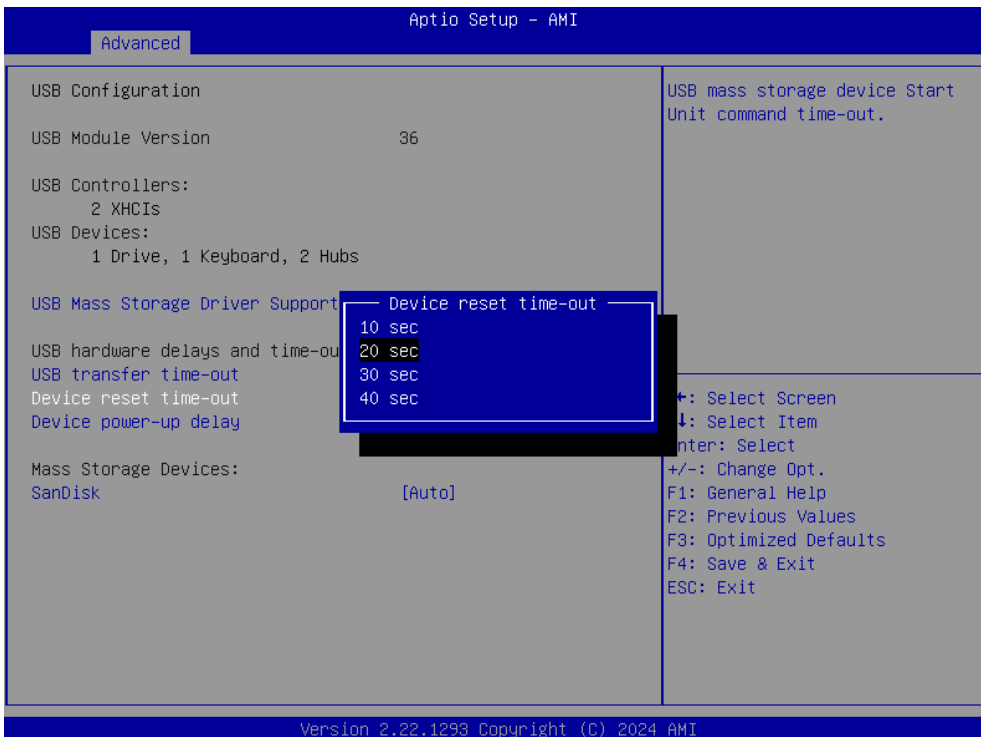 Aptio Setup – AMI
Advanced
USB Configuration
USB Module Version 36
USB Controllers:
2 XHCIs
USB Devices:
1 Drive, 1 Keyboard, 2 Hubs
USB Mass Storage Driver Support
USB hardware delays and time-ou
USB transfer time-out
Device reset time-out
Device power-up delay
Mass Storage Devices:
SanDisk [Auto]
Device reset time-out
10 sec
20 sec
30 sec
40 sec
USB mass storage device Start
Unit command time-out.
: Select Screen
: Select Item
nter: Select
+/-: Change Opt.
F1: General Help
F2: Previous Values
F3: Optimized Defaults
F4: Save & Exit
ESC: Exit
Version 2.22.1293 Copyright (C) 2024 AMI